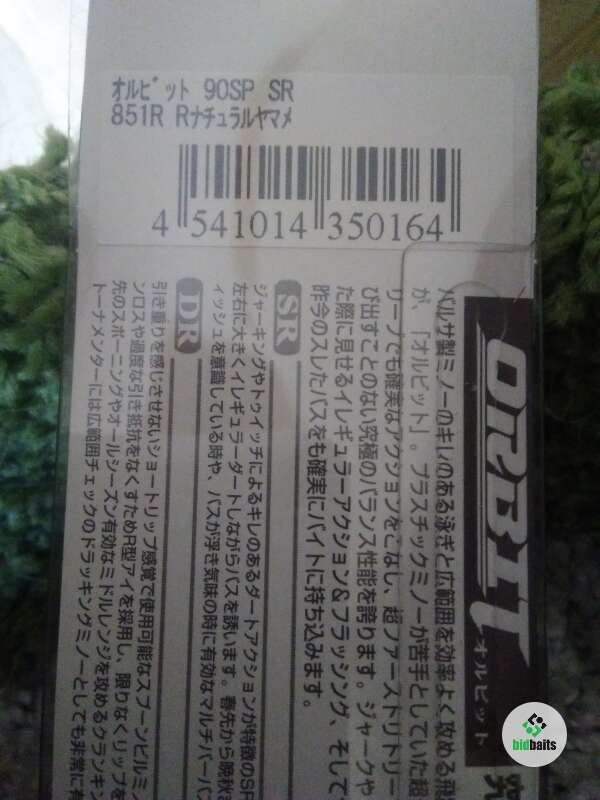 オルビット 90SP SR
851R Rナチュラルヤマメ
4 541014 350164
ORBIT
オルビット
バルサ製ミノーのキレのある泳ぎと広範囲を効率よく攻める飛
が、「オルビット」。プラスチックミノーが苦手としていた超
リーブでも確実なアクションをこなし、超ファーストリトリー
び出すことのない究極のバランス性能を誇ります。ジャークや
た際に見せるイレギュラーアクション&フラッシング、そして
昨今のスレたバスをも確実にバイトに持ち込みます。
SR
ジャーキングやトゥイッチによるキレのあるダートアクションが特徴のSP
左右に大きくイレギュラーダートしながらバスを誘います。春先から晩秋
ィッシュを意識している時や、バスが浮き気味の時に有効なマルチパーパ
DR
引き重りを感じさせないショートリップ感覚で使用可能なスプーンビルミ
ンロスや過度な引き抵抗をなくすためR型アイを採用し、限りなくリップを
先のスポーニングやオールシーズン有効なミドルレンジを攻めるクランキン
トーナメンターには広範囲チェックのドラッキングミノーとしても非常に有
bidbaits